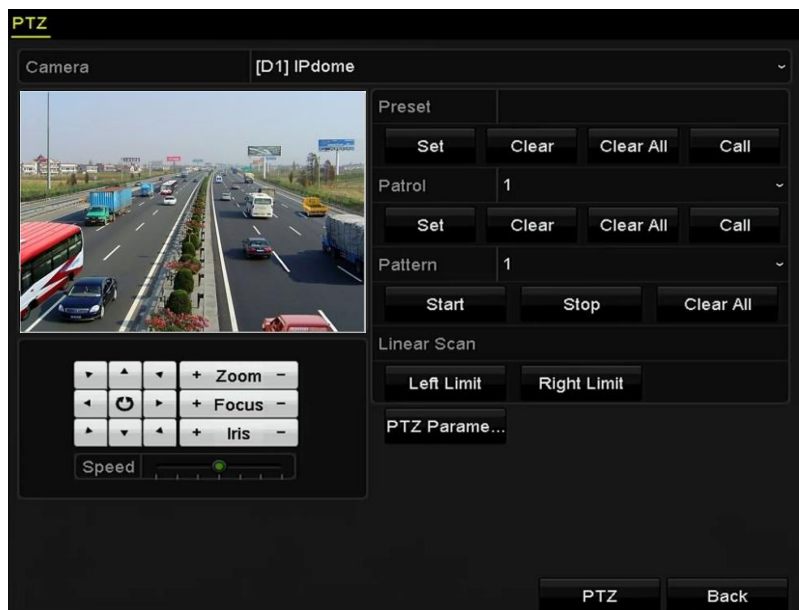 PTZ
Camera [D1] IPdome
Preset
Set Clear Clear All Call
Patrol 1
Set Clear Clear All Call
Pattern 1
Start Stop Clear All
Linear Scan
Left Limit Right Limit
PTZ Parame...
+ Zoom -
+ Focus -
+ Iris -
Speed
PTZ Back